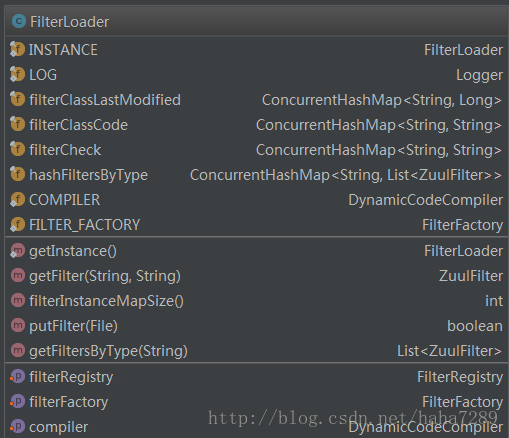 FilterLoader
INSTANCE FilterLoader
LOG Logger
filterClassLastModified ConcurrentHashMap<String, Long>
filterClassCode ConcurrentHashMap<String, String>
filterCheck ConcurrentHashMap<String, String>
hashFiltersByType ConcurrentHashMap<String, List<ZuulFilter>>
COMPILER DynamicCodeCompiler
FILTER_FACTORY FilterFactory
getInstance() FilterLoader
getFilter(String, String) ZuulFilter
filterInstanceMapSize() int
putFilter(File) boolean
getFiltersByType(String) List<ZuulFilter>
filterRegistry FilterRegistry
filterFactory FilterFactory
compiler DynamicCodeCompiler
http://blog.csdn.net/haha7289